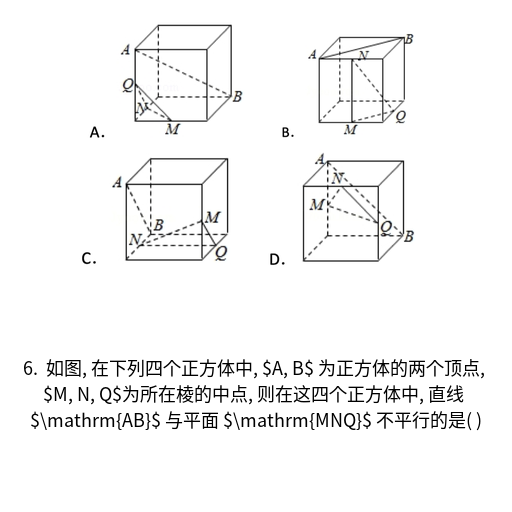 A
Q
N
M
B
A.
A
B
N
M
Q
B.
A
B
M
N
Q
C.
A
N
M
Q
B
D.
6. 如图, 在下列四个正方体中, $A, B$ 为正方体的两个顶点,
$M, N, Q$为所在棱的中点, 则在这四个正方体中, 直线
$\mathrm{AB}$ 与平面 $\mathrm{MNQ}$ 不平行的是( )